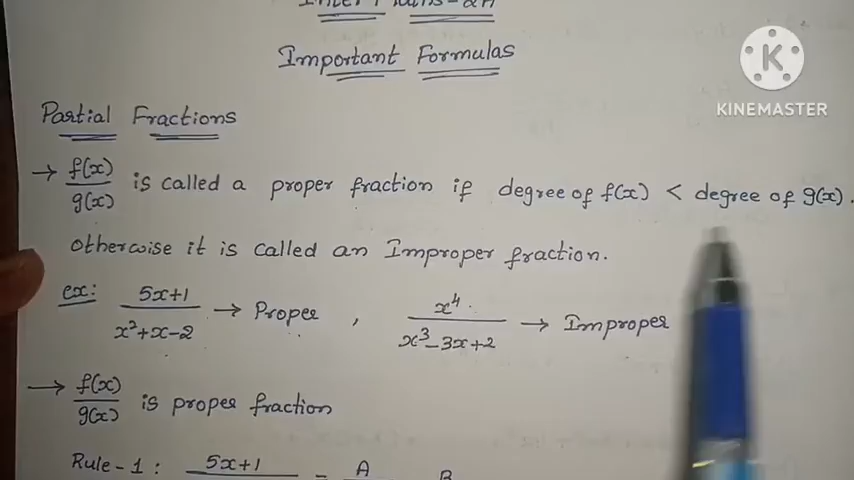 Important Formulas
KINEMASTER
Partial Fractions
→ f(x)/g(x) is called a proper fraction if degree of f(x) < degree of g(x).
otherwise it is called an Improper fraction.
ex: 5x+1/x²+x-2 → Proper , x⁴/x³-3x+2 → Improper
→ f(x)/g(x) is proper fraction
Rule-1: 5x+1 = A B